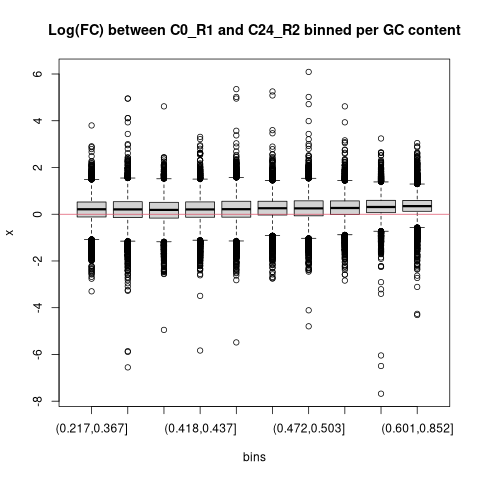 Log(FC) between C0_R1 and C24_R2 binned per GC content
6
4
2
0
-2
-4
-6
-8
x
(0.217,0.367] (0.418,0.437] (0.472,0.503] (0.601,0.852]
bins